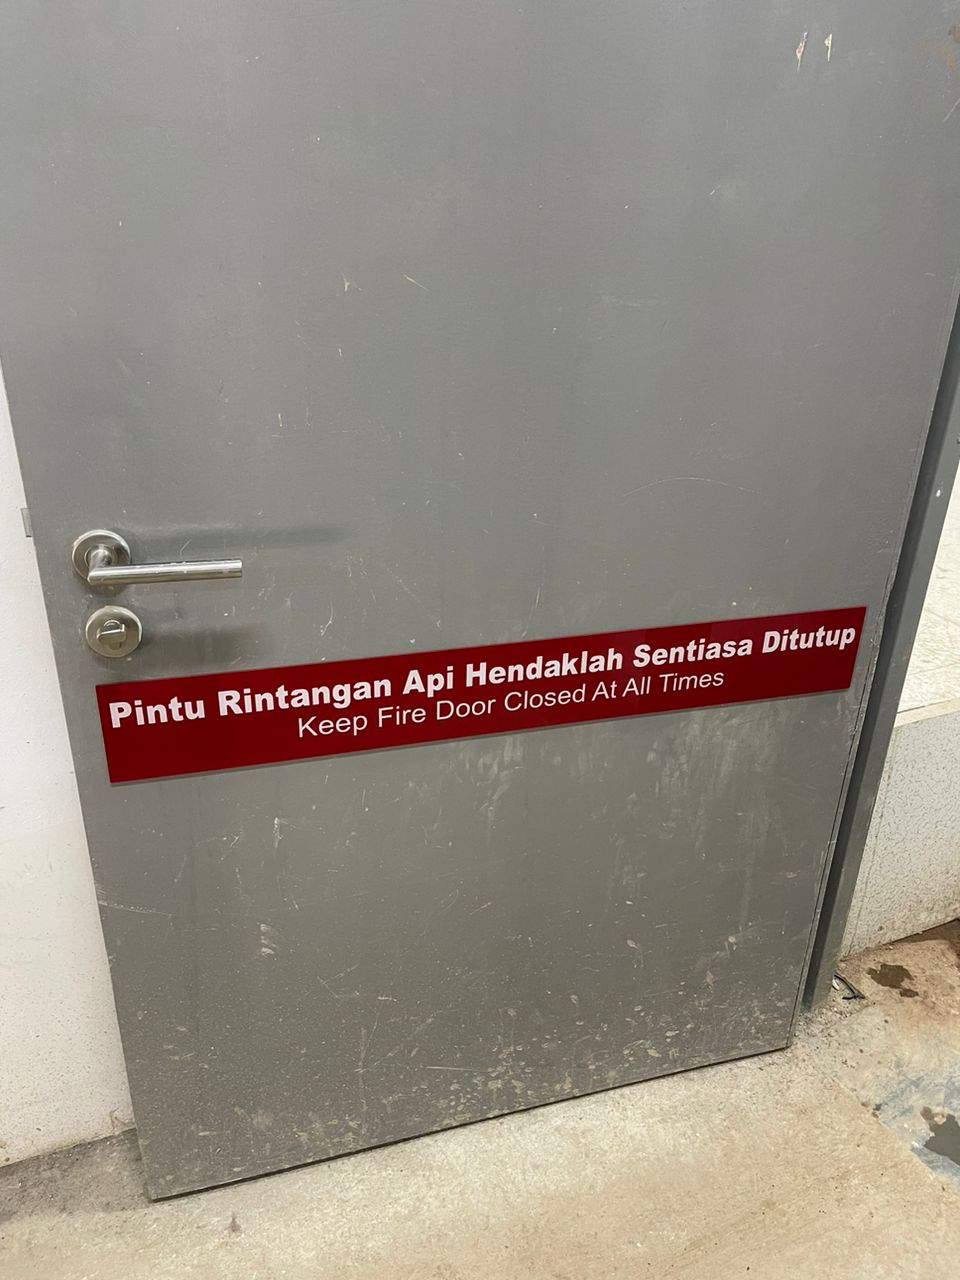 Pintu Rintangan Api Hendaklah Sentiasa Ditutup
Keep Fire Door Closed At All Times